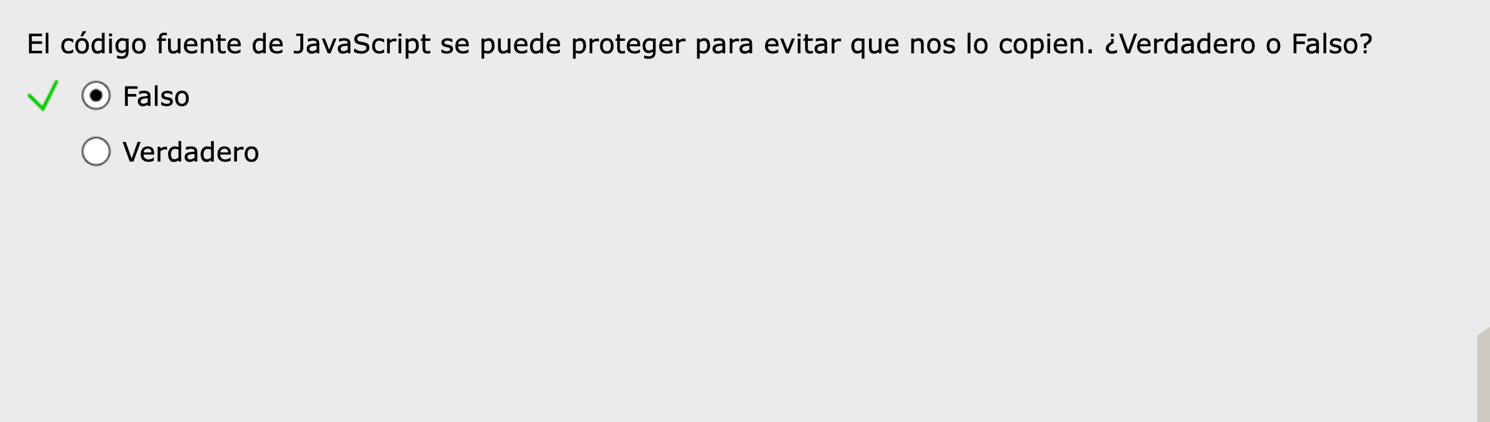 El código fuente de JavaScript se puede proteger para evitar que nos lo copien. ¿Verdadero o Falso?
Falso
Verdadero